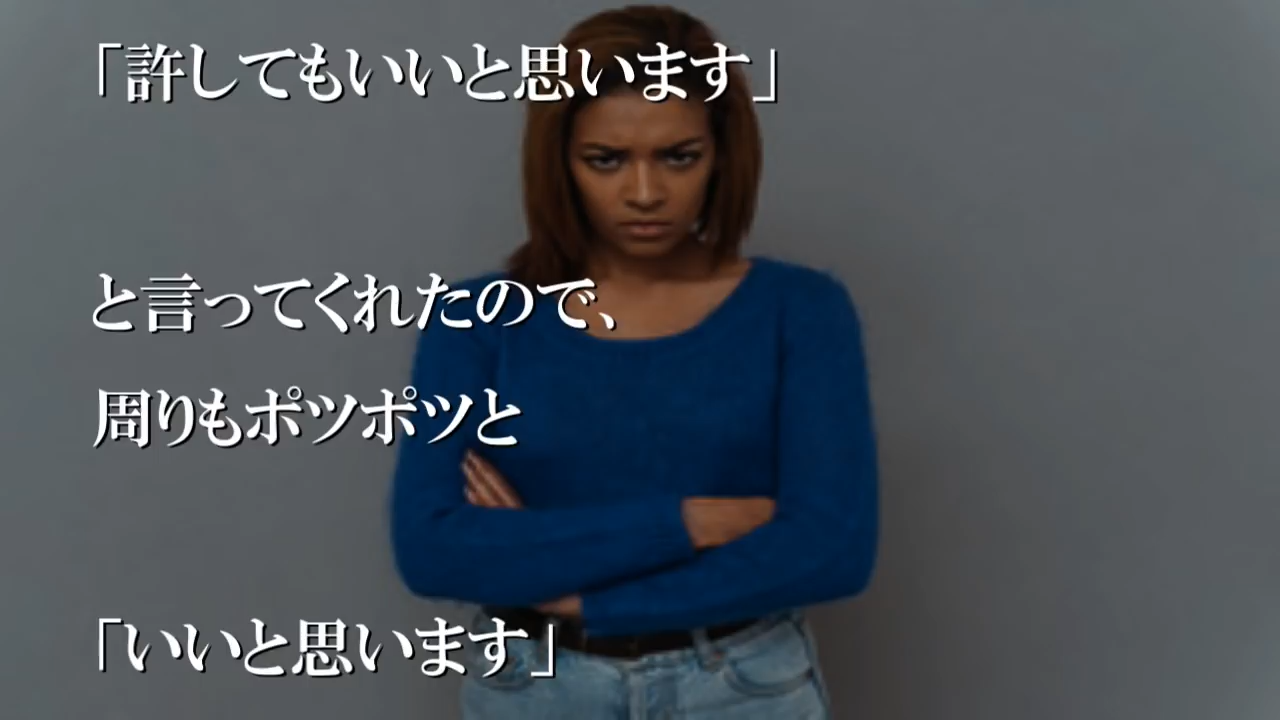 「許してもいいと思います」
と言ってくれたので、
周りもポツポツと
「いいと思います」